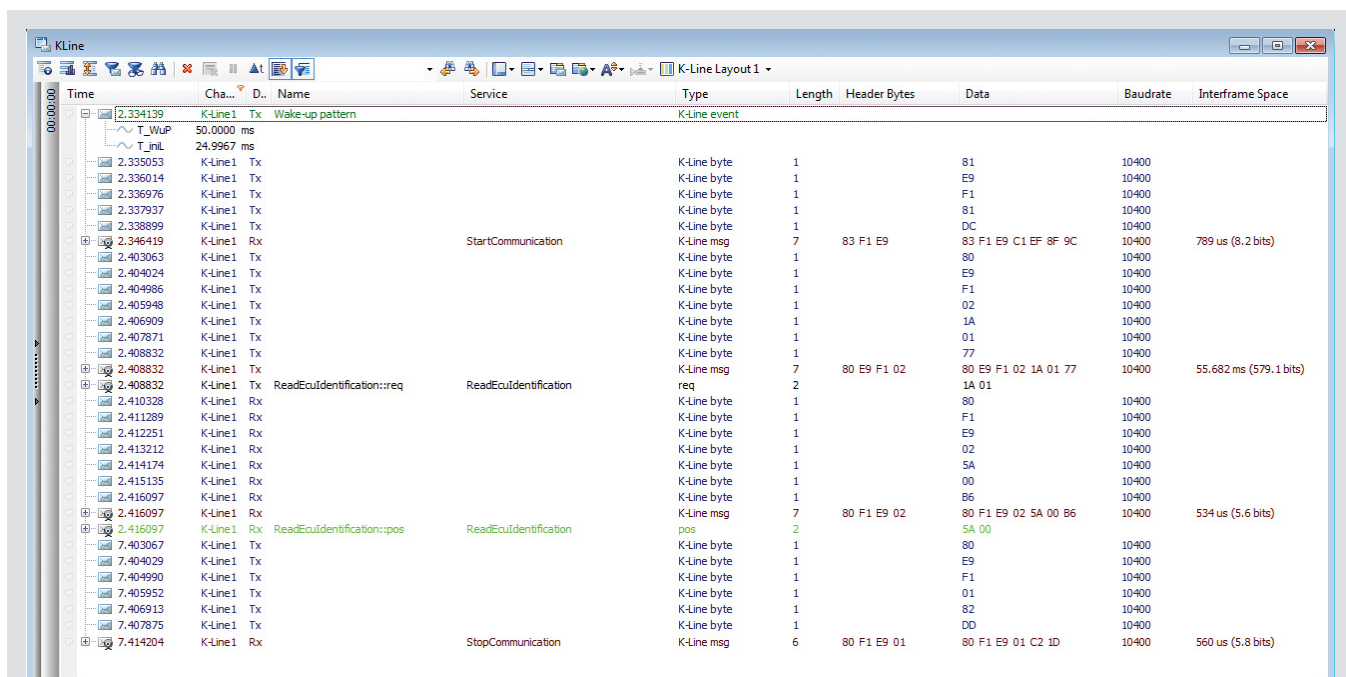 KLine
K-Line Layout 1
00:00:00
Time Cha... D.. Name Service Type Length Header Bytes Data Baudrate Interframe Space
2.334139 K-Line1 Tx Wake-up pattern K-Line event
T_WuP 50.0000 ms
T_iniL 24.9967 ms
2.335053 K-Line1 Tx K-Line byte 1 81 10400
2.336014 K-Line1 Tx K-Line byte 1 E9 10400
2.336976 K-Line1 Tx K-Line byte 1 F1 10400
2.337937 K-Line1 Tx K-Line byte 1 81 10400
2.338899 K-Line1 Tx K-Line byte 1 DC 10400
2.346419 K-Line1 Rx StartCommunication K-Line msg 7 83 F1 E9 83 F1 E9 C1 EF 8F 9C 10400 789 us (8.2 bits)
2.403063 K-Line1 Tx K-Line byte 1 80 10400
2.404024 K-Line1 Tx K-Line byte 1 E9 10400
2.404986 K-Line1 Tx K-Line byte 1 F1 10400
2.405948 K-Line1 Tx K-Line byte 1 02 10400
2.406909 K-Line1 Tx K-Line byte 1 1A 10400
2.407871 K-Line1 Tx K-Line byte 1 01 10400
2.408832 K-Line1 Tx K-Line byte 1 77 10400
2.408832 K-Line1 Tx K-Line msg 7 80 E9 F1 02 80 E9 F1 02 1A 01 77 10400 55.682 ms (579.1 bits)
2.408832 K-Line1 Tx ReadEcuIdentification::req ReadEcuIdentification req 2 1A 01
2.410328 K-Line1 Rx K-Line byte 1 80 10400
2.411289 K-Line1 Rx K-Line byte 1 F1 10400
2.412251 K-Line1 Rx K-Line byte 1 E9 10400
2.413212 K-Line1 Rx K-Line byte 1 02 10400
2.414174 K-Line1 Rx K-Line byte 1 5A 10400
2.415135 K-Line1 Rx K-Line byte 1 00 10400
2.416097 K-Line1 Rx K-Line byte 1 B6 10400
2.416097 K-Line1 Rx K-Line msg 7 80 F1 E9 02 80 F1 E9 02 5A 00 B6 10400 534 us (5.6 bits)
2.416097 K-Line1 Rx ReadEcuIdentification::pos ReadEcuIdentification pos 2 5A 00
7.403067 K-Line1 Tx K-Line byte 1 80 10400
7.404029 K-Line1 Tx K-Line byte 1 E9 10400
7.404990 K-Line1 Tx K-Line byte 1 F1 10400
7.405952 K-Line1 Tx K-Line byte 1 01 10400
7.406913 K-Line1 Tx K-Line byte 1 82 10400
7.407875 K-Line1 Tx K-Line byte 1 DD 10400
7.414204 K-Line1 Rx StopCommunication K-Line msg 6 80 F1 E9 01 80 F1 E9 01 C2 1D 10400 560 us (5.8 bits)